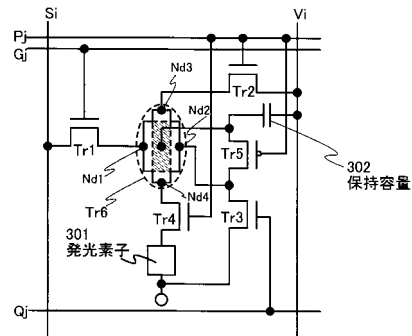 Si
Vi
Pj
Gj
Nd3
Tr2
Nd2
Tr1
Tr5
302
保持容量
Nd1
Tr6
Nd4
Tr4
Tr3
301
発光素子
Qj